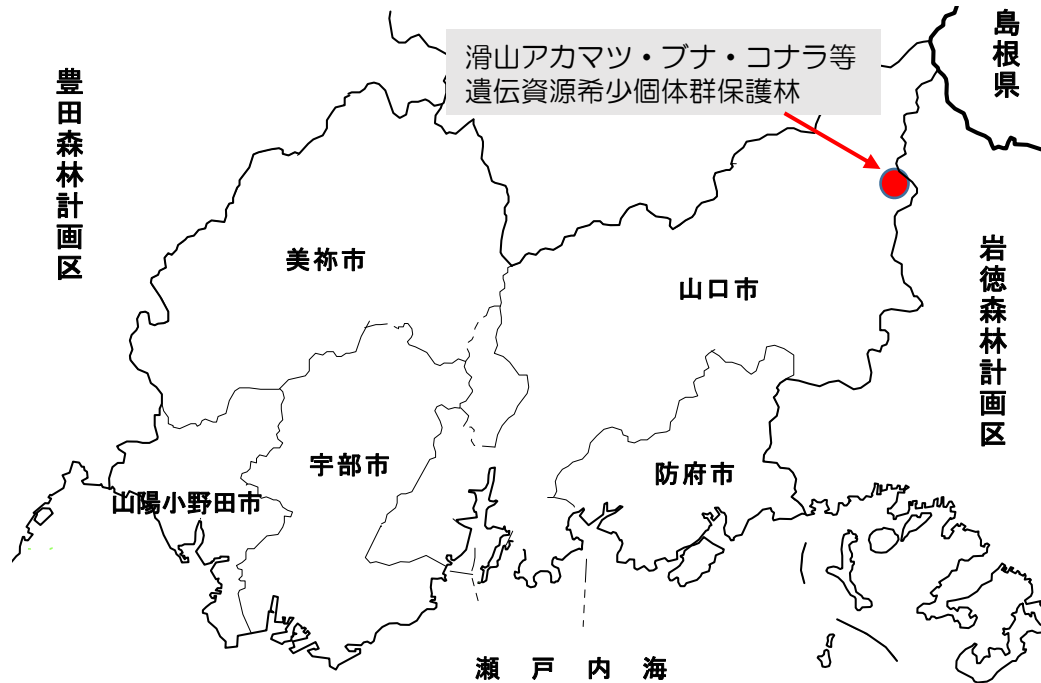 島根県
滑山アカマツ・ブナ・コナラ等
遺伝資源希少個体群保護林
豊田森林計画区
美祢市
山口市
岩徳森林計画区
宇部市
防府市
山陽小野田市
瀬戸内海